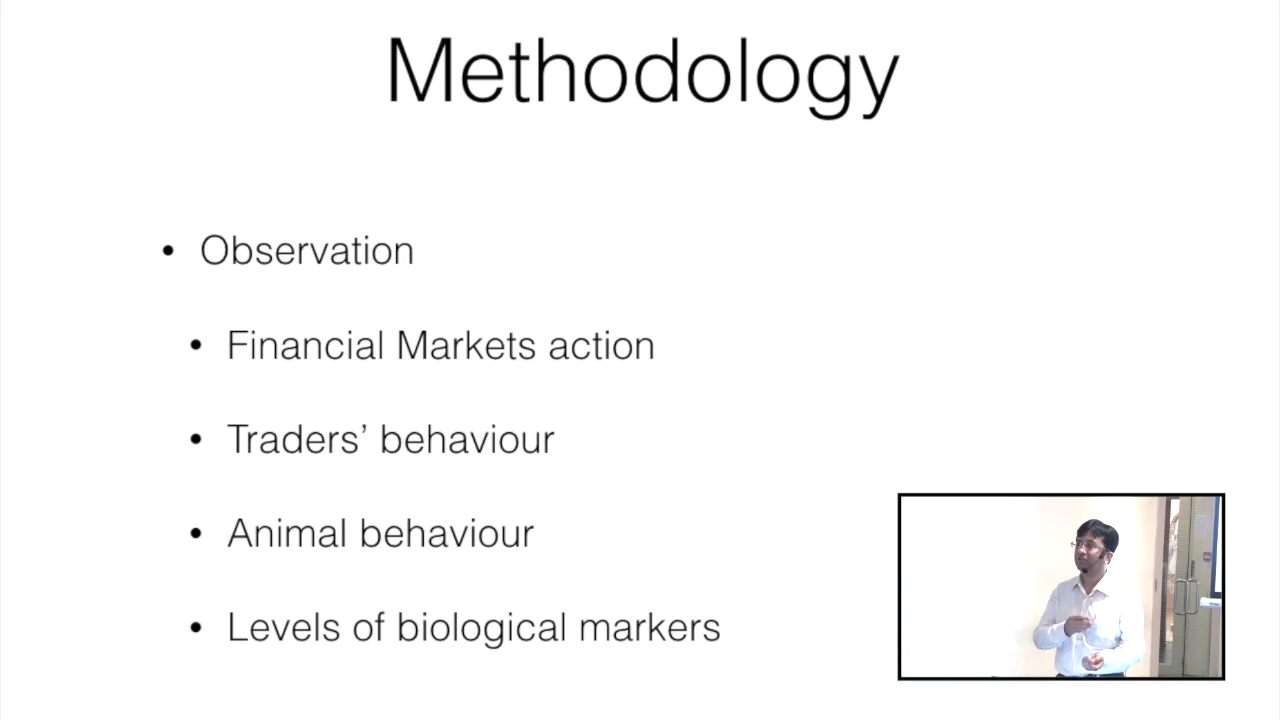 Methodology
• Observation
• Financial Markets action
• Traders’ behaviour
• Animal behaviour
• Levels of biological markers